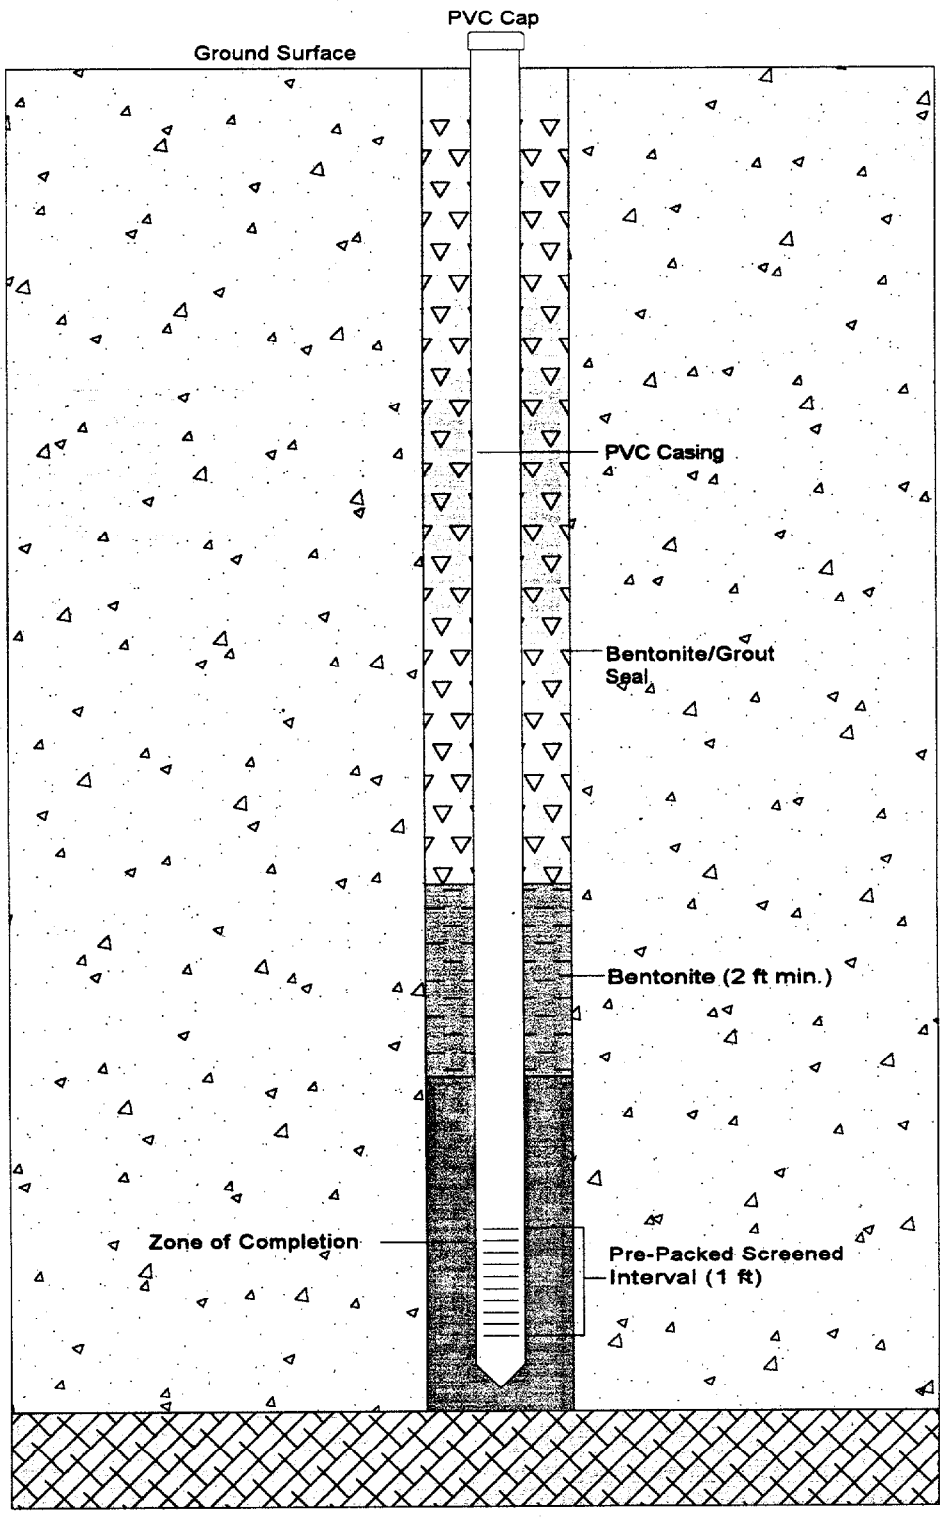 PVC Cap
Ground Surface
PVC Casing
Bentonite/Grout
Seal
Bentonite (2 ft min.)
Zone of Completion
Pre-Packed Screened
Interval (1 ft)